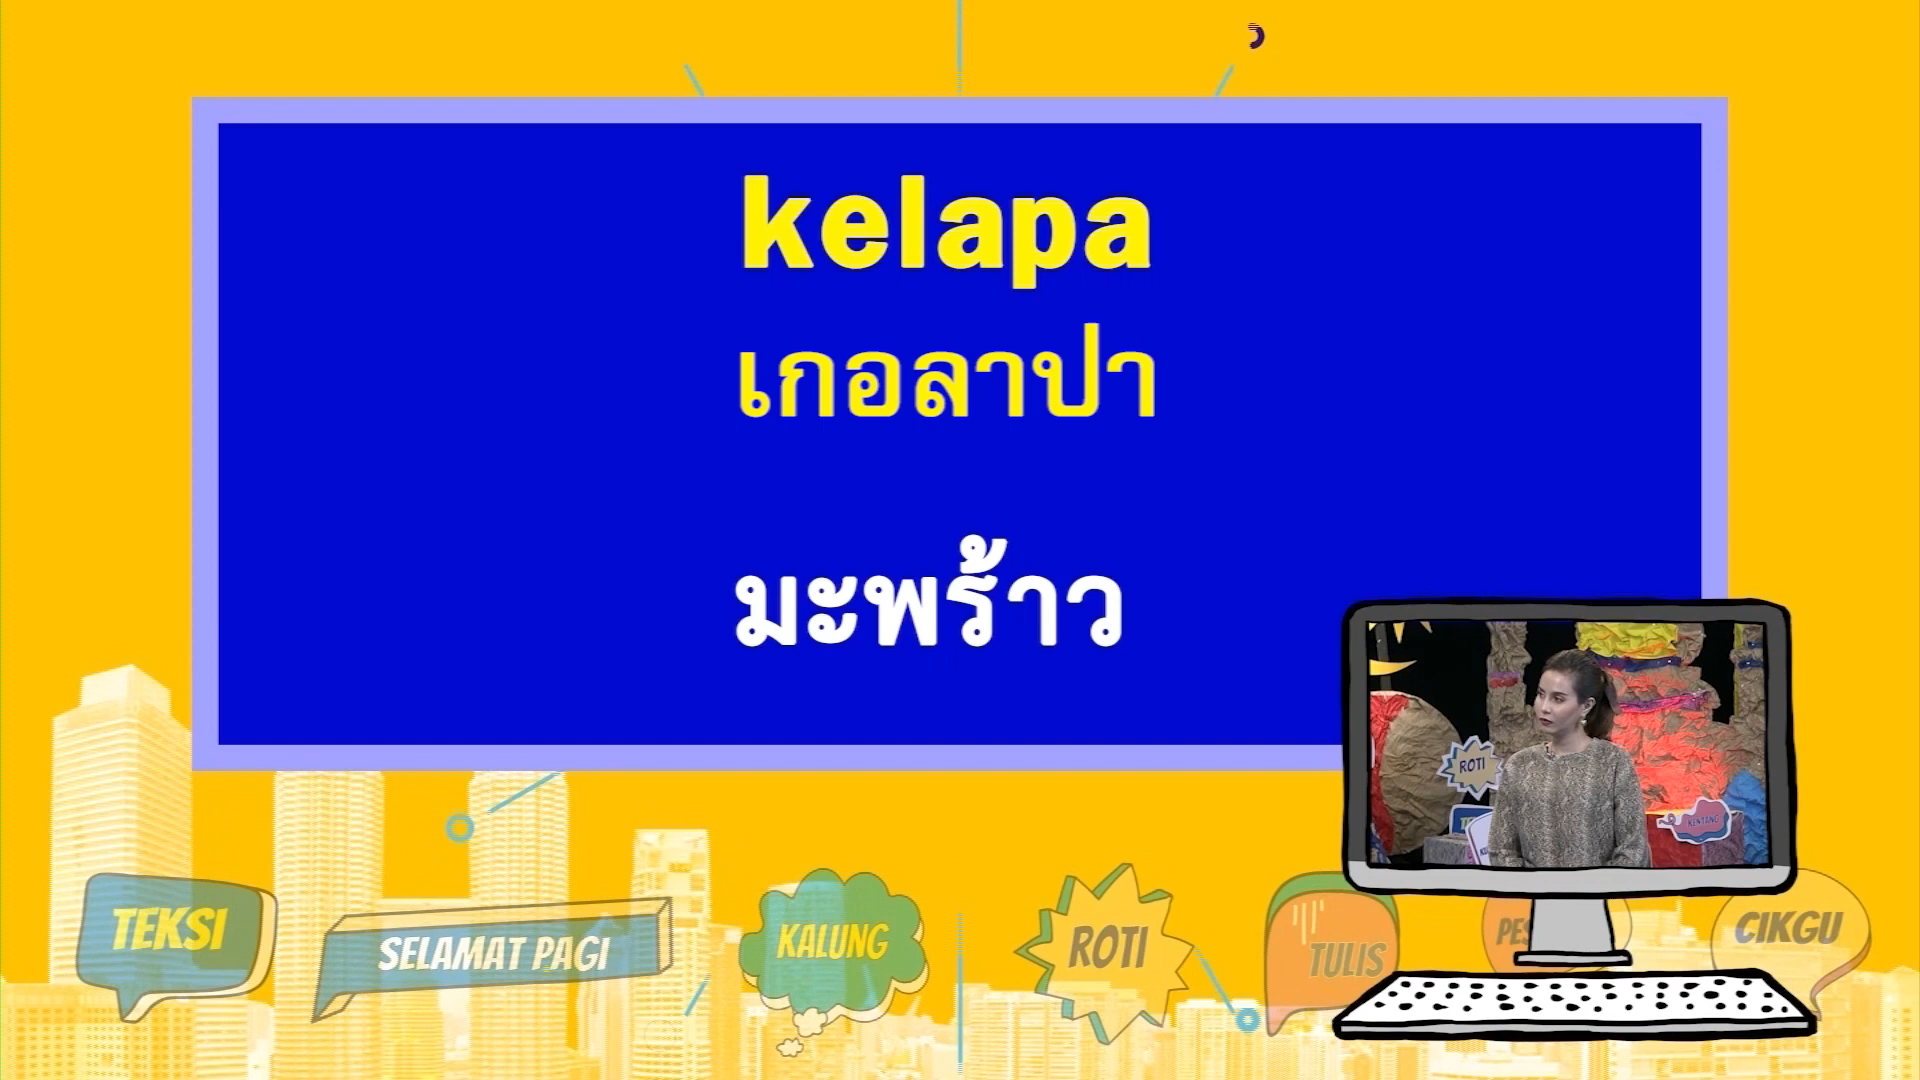 kelapa
เกอลาปา
มะพร้าว
ROTI
KENTANG
TEKSI
SELAMAT PAGI
KALUNG
ROTI
TULIS
CIKGU